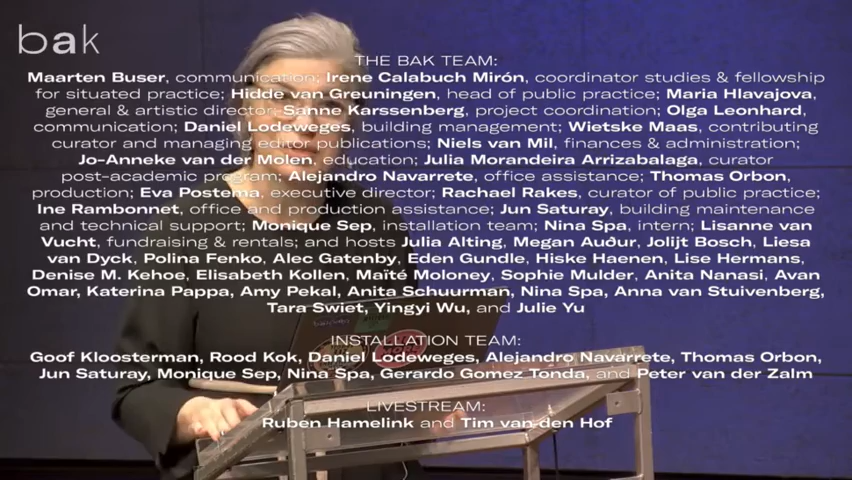 bak
THE BAK TEAM:
Maarten Buser, communication; Irene Calabuch Mirón, coordinator studies & fellowship
for situated practice; Hidde van Greuningen, head of public practice; Maria Hlavajova,
general & artistic director; Sanne Karssenberg, project coordination; Olga Leonhard,
communication; Daniel Lodeweges, building management; Wietske Maas, contributing
curator and managing editor publications; Niels van Mil, finances & administration;
Jo-Anneke van der Molen, education; Julia Morandeira Arrizabalaga, curator
post-academic program; Alejandro Navarrete, office assistance; Thomas Orbon,
production; Eva Postema, executive director; Rachael Rakes, curator of public practice;
Ine Rambonnet, office and production assistance; Jun Saturay, building maintenance
and technical support; Monique Sep, installation team; Nina Spa, intern; Lisanne van
Vucht, fundraising & rentals; and hosts Julia Alting, Megan Auður, Jolijt Bosch, Liesa
van Dyck, Polina Fenko, Alec Gatenby, Eden Gundle, Hiske Haenen, Lise Hermans,
Denise M. Kehoe, Elisabeth Kollen, Maïté Moloney, Sophie Mulder, Anita Nanasi, Avan
Omar, Katerina Pappa, Amy Pekal, Anita Schuurman, Nina Spa, Anna van Stuivenberg,
Tara Swiet, Yingyi Wu, and Julie Yu
INSTALLATION TEAM:
Goof Kloosterman, Rood Kok, Daniel Lodeweges, Alejandro Navarrete, Thomas Orbon,
Jun Saturay, Monique Sep, Nina Spa, Gerardo Gomez Tonda, and Peter van der Zalm
LIVESTREAM:
Ruben Hamelink and Tim van den Hof